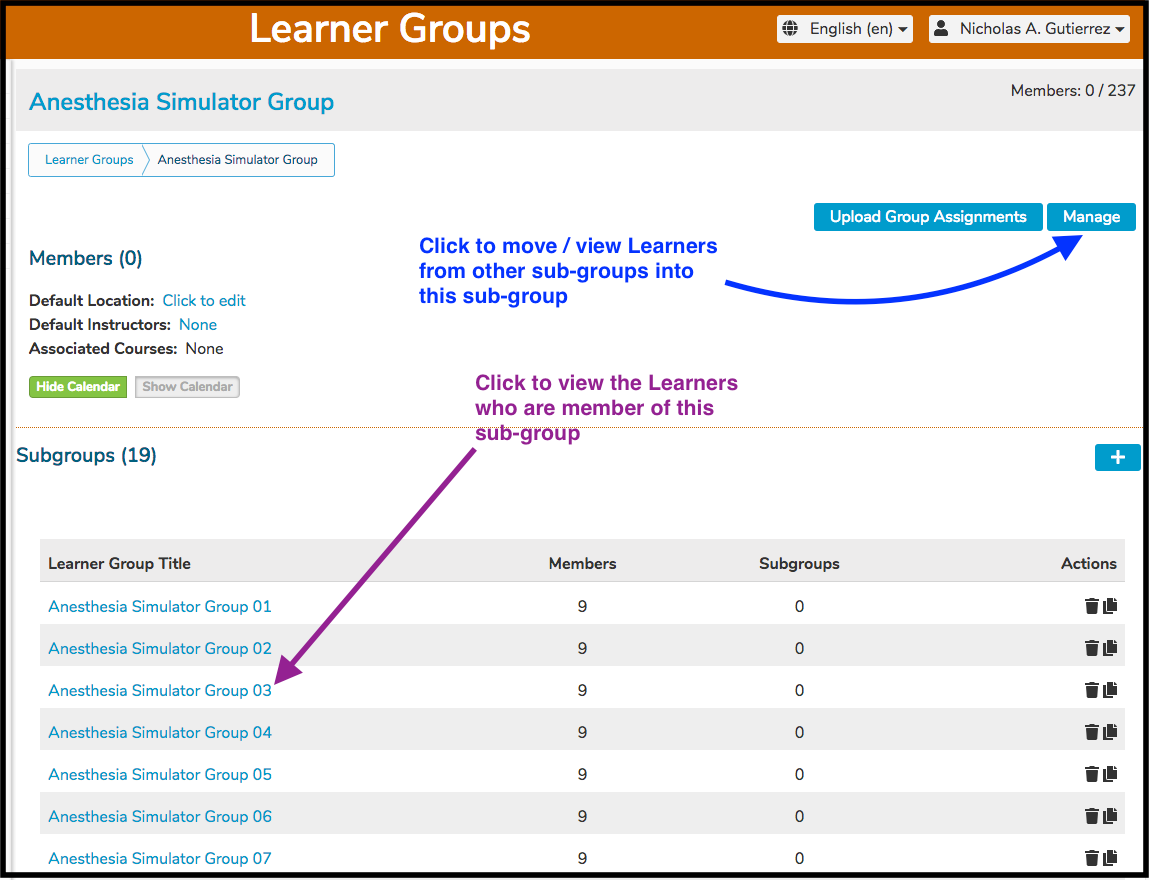 Learner Groups
English (en)
Nicholas A. Gutierrez
Anesthesia Simulator Group
Members: 0 / 237
Learner Groups
Anesthesia Simulator Group
Upload Group Assignments
Manage
Click to move / view Learners
from other sub-groups into
this sub-group
Members (0)
Default Location: Click to edit
Default Instructors: None
Associated Courses: None
Hide Calendar
Show Calendar
Click to view the Learners
who are member of this
sub-group
Subgroups (19)
+
Learner Group Title Members Subgroups Actions
Anesthesia Simulator Group 01 9 0
Anesthesia Simulator Group 02 9 0
Anesthesia Simulator Group 03 9 0
Anesthesia Simulator Group 04 9 0
Anesthesia Simulator Group 05 9 0
Anesthesia Simulator Group 06 9 0
Anesthesia Simulator Group 07 9 0